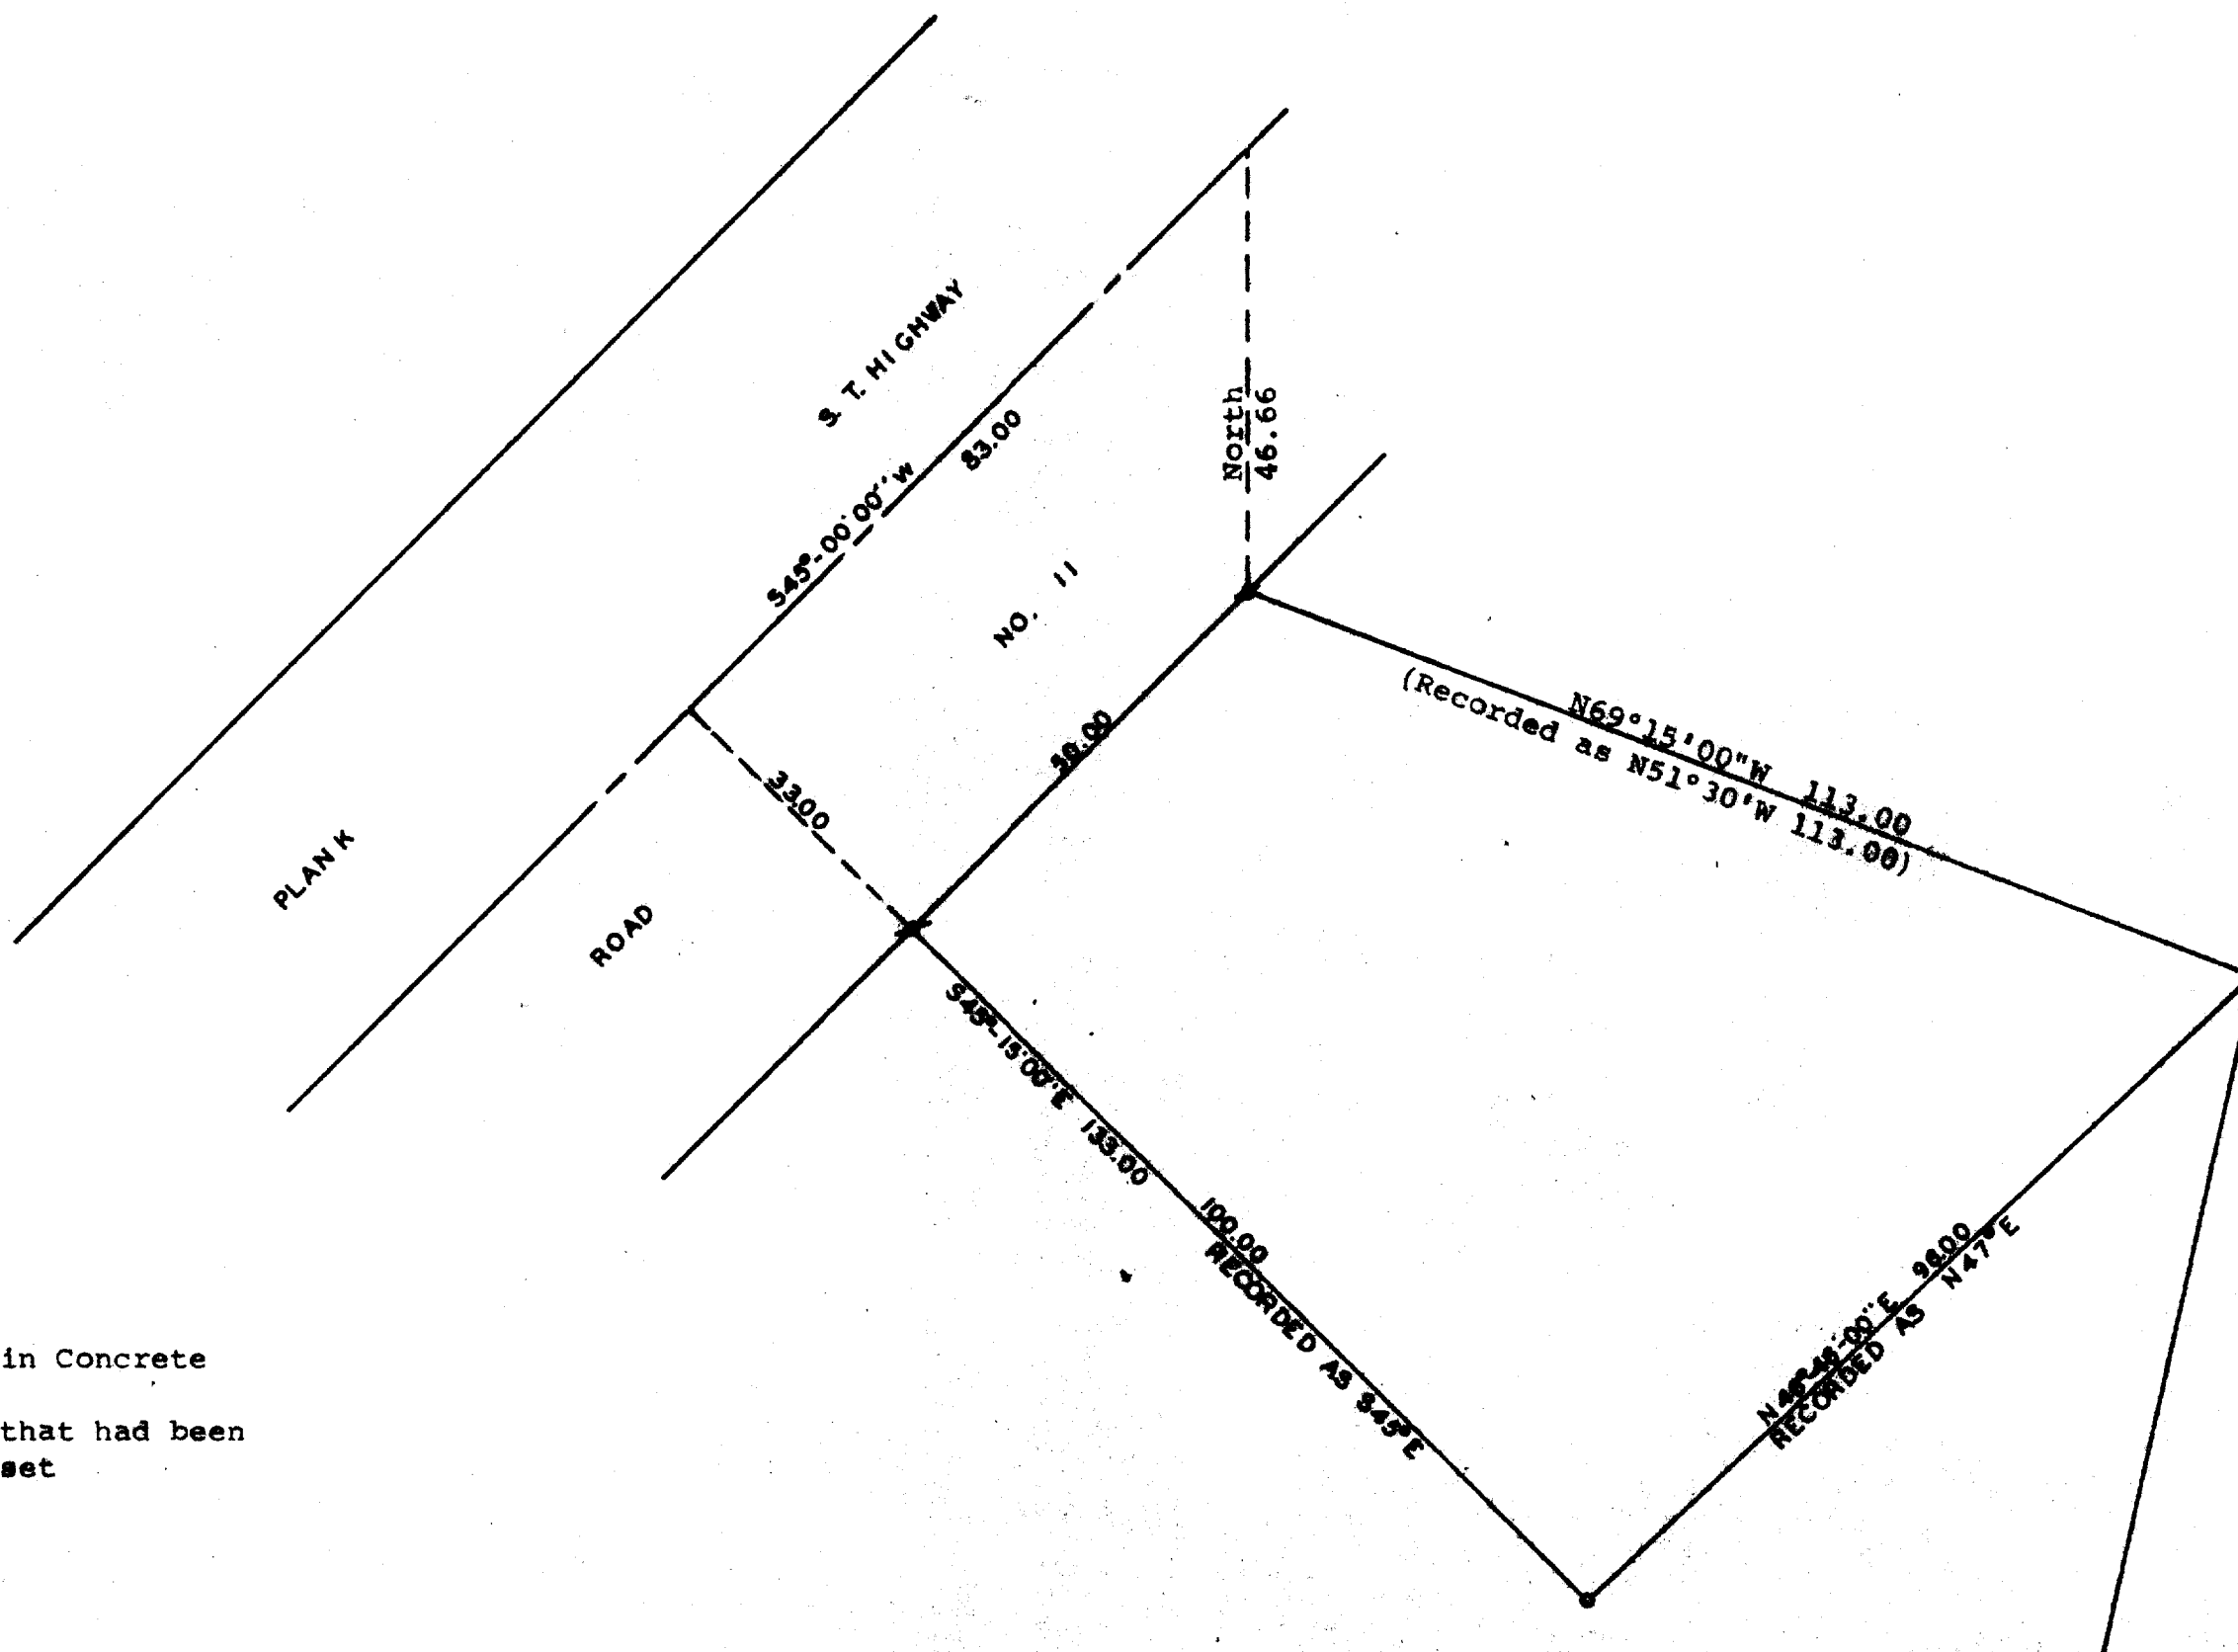 S. T. HIGHWAY
North
46.66
83.00
S45°-00'00"W
NO. 11
(Recorded as N51°30'W 113.00)
N69°15'00"W 113.00
50.00
33.00
PLANK
ROAD
S45°-15'00"E 133.00
100.00
RECORDED AS S45°E
96.00
RECORDED AS N47°E
in Concrete
that had been
set